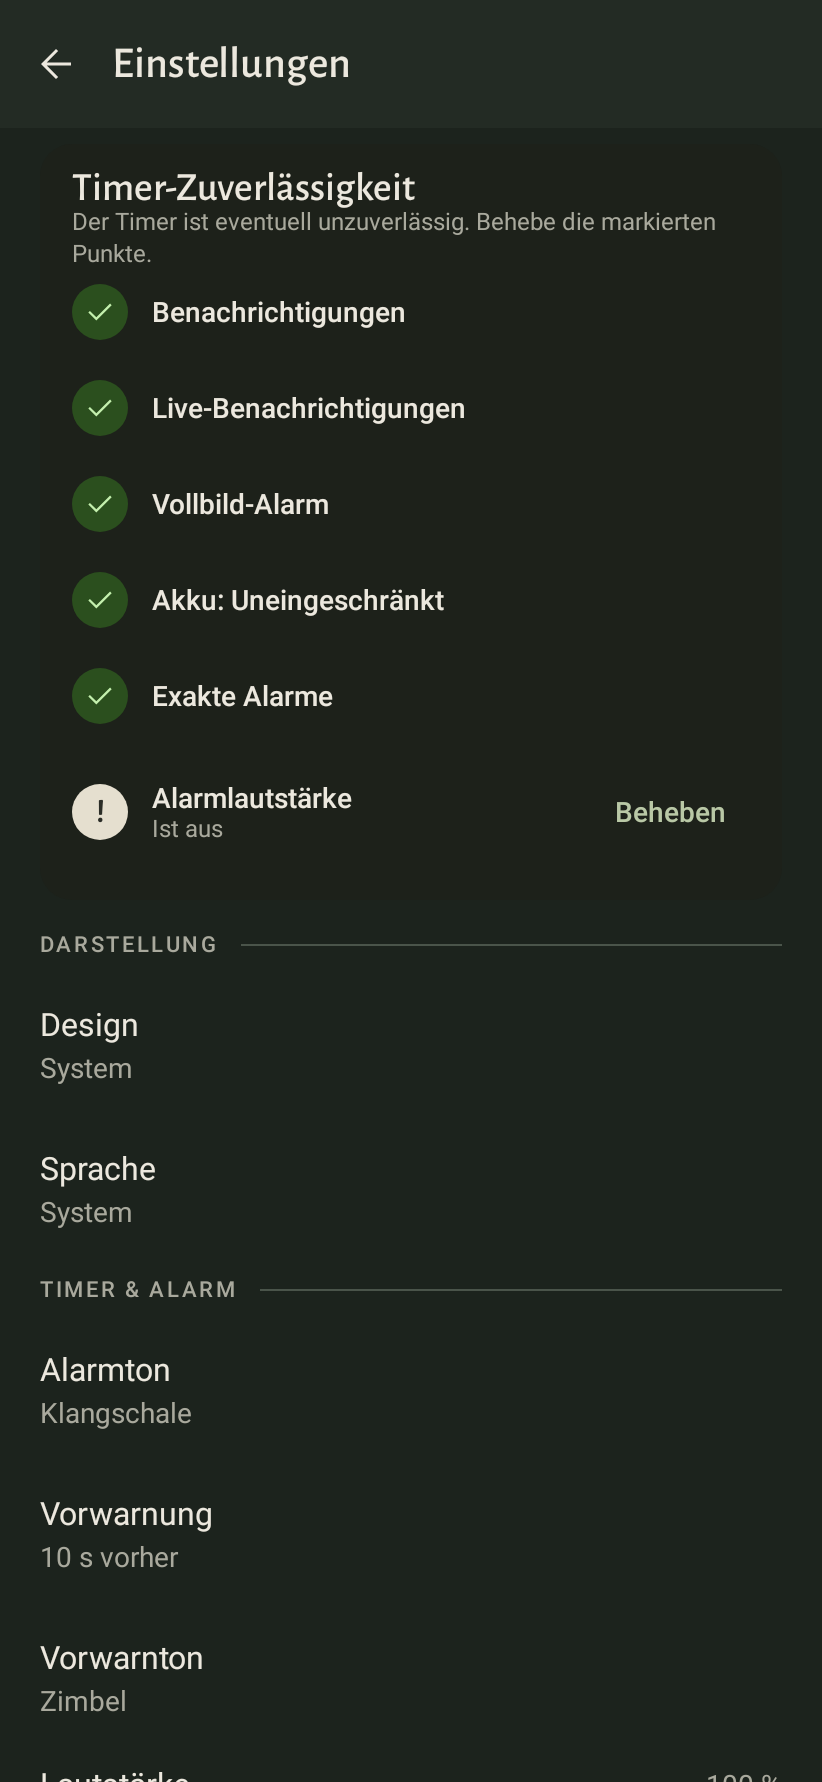 Einstellungen
Timer-Zuverlässigkeit
Der Timer ist eventuell unzuverlässig. Behebe die markierten
Punkte.
Benachrichtigungen
Live-Benachrichtigungen
Vollbild-Alarm
Akku: Uneingeschränkt
Exakte Alarme
!
Alarmlautstärke
Ist aus
Beheben
DARSTELLUNG
Design
System
Sprache
System
TIMER & ALARM
Alarmton
Klangschale
Vorwarnung
10 s vorher
Vorwarnton
Zimbel
Lautstärke 100 %